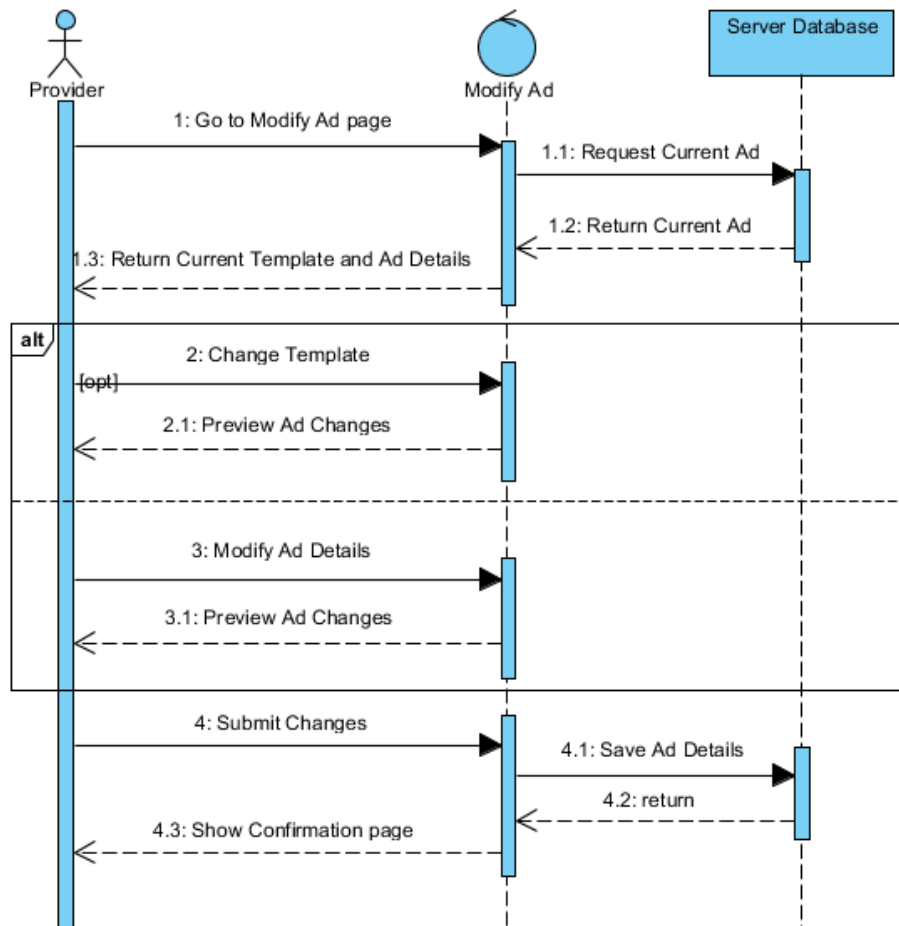 Server Database
Provider
Modify Ad
1: Go to Modify Ad page
1.1: Request Current Ad
1.2: Return Current Ad
1.3: Return Current Template and Ad Details
alt
2: Change Template
[opt]
2.1: Preview Ad Changes
3: Modify Ad Details
3.1: Preview Ad Changes
4: Submit Changes
4.1: Save Ad Details
4.2: return
4.3: Show Confirmation page